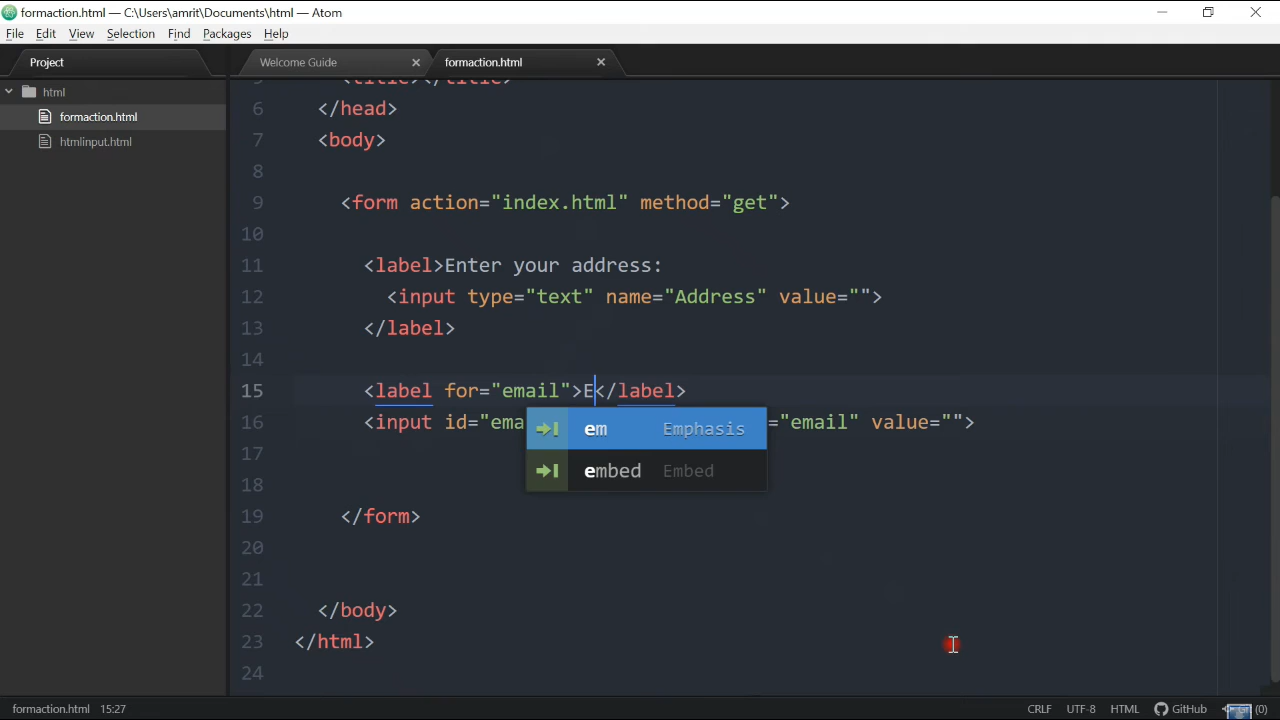 formaction.html — C:\Users\amrit\Documents\html — Atom
File Edit View Selection Find Packages Help
Project
Welcome Guide
formaction.html
html
formaction.html
htmlinput.html
5 <title></title>
6 </head>
7 <body>
8
9 <form action="index.html" method="get">
10
11 <label>Enter your address:
12 <input type="text" name="Address" value="">
13 </label>
14
15 <label for="email">E</label>
16 <input id="ema ="email" value="">
em Emphasis
embed Embed
17
18
19 </form>
20
21
22 </body>
23 </html>
24
formaction.html 15:27
CRLF UTF-8 HTML GitHub (0)